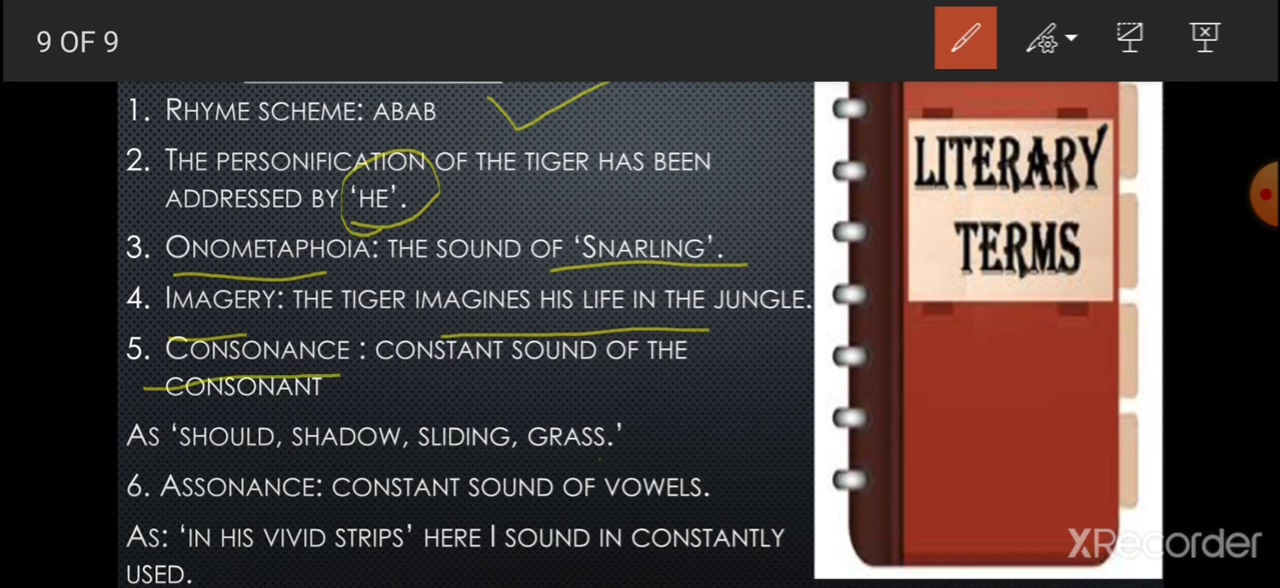 9 OF 9
1. RHYME SCHEME: ABAB
2. THE PERSONIFICATION OF THE TIGER HAS BEEN
ADDRESSED BY ‘HE’.
3. ONOMETAPHOIA: THE SOUND OF ‘SNARLING’.
4. IMAGERY: THE TIGER IMAGINES HIS LIFE IN THE JUNGLE.
5. CONSONANCE : CONSTANT SOUND OF THE
CONSONANT
AS ‘SHOULD, SHADOW, SLIDING, GRASS.’
6. ASSONANCE: CONSTANT SOUND OF VOWELS.
AS: ‘IN HIS VIVID STRIPS’ HERE I SOUND IN CONSTANTLY
USED.
LITERARY
TERMS
XRecorder